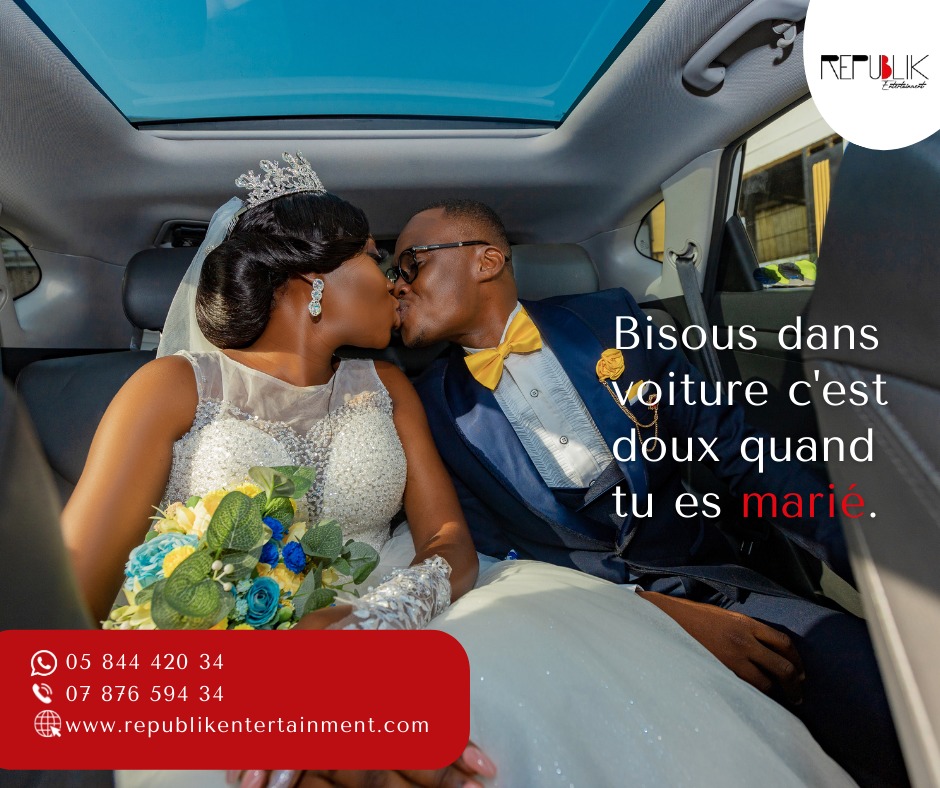 REPUBLIK
Entertainment
Bisous dans
voiture c'est
doux quand
tu es marié.
05 844 420 34
07 876 594 34
www.republikentertainment.com